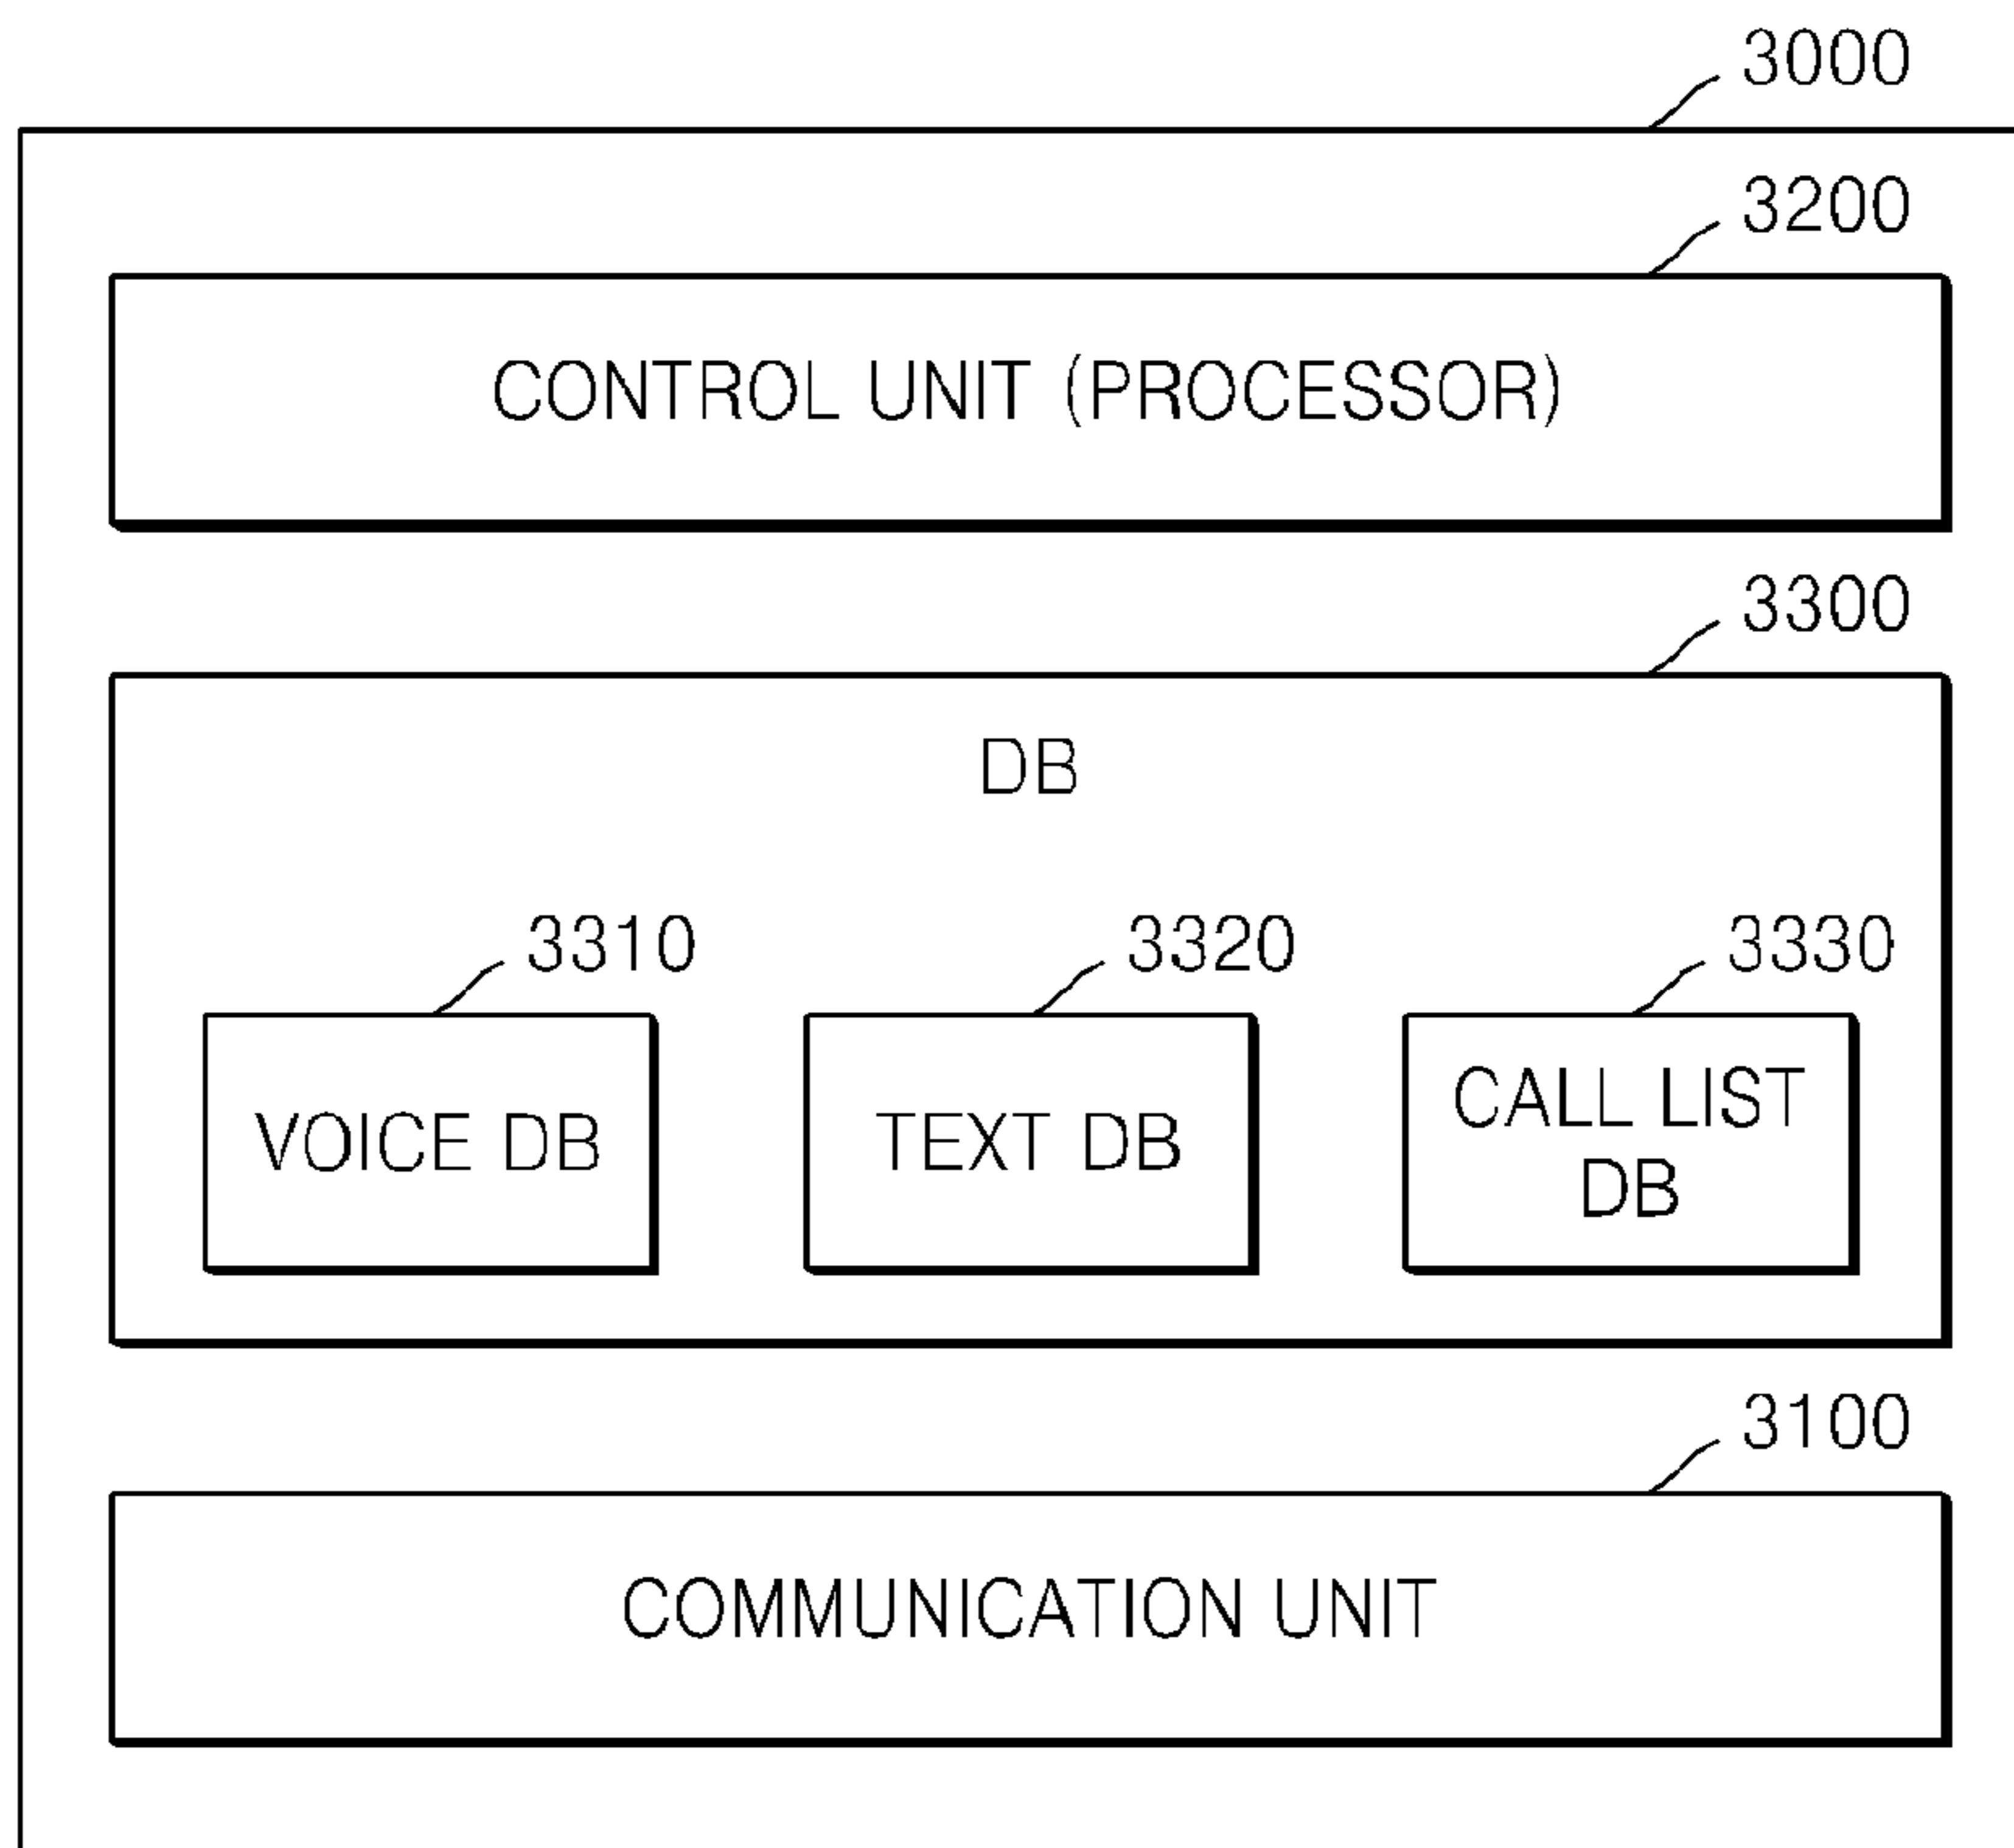 3000
3200
CONTROL UNIT (PROCESSOR)
3300
DB
3310 3320 3330
VOICE DB
TEXT DB
CALL LIST
DB
3100
COMMUNICATION UNIT